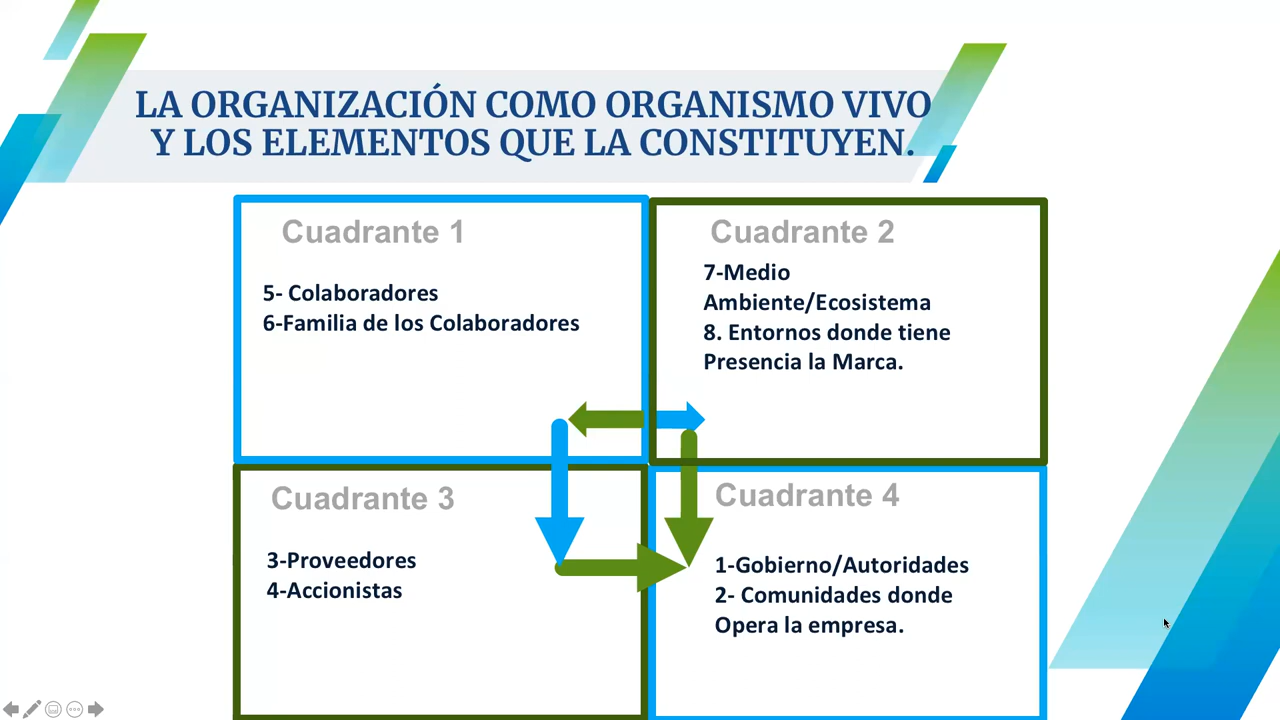 LA ORGANIZACIÓN COMO ORGANISMO VIVO
Y LOS ELEMENTOS QUE LA CONSTITUYEN.
Cuadrante 1
5- Colaboradores
6-Familia de los Colaboradores
Cuadrante 2
7-Medio
Ambiente/Ecosistema
8. Entornos donde tiene
Presencia la Marca.
Cuadrante 3
3-Proveedores
4-Accionistas
Cuadrante 4
1-Gobierno/Autoridades
2- Comunidades donde
Opera la empresa.